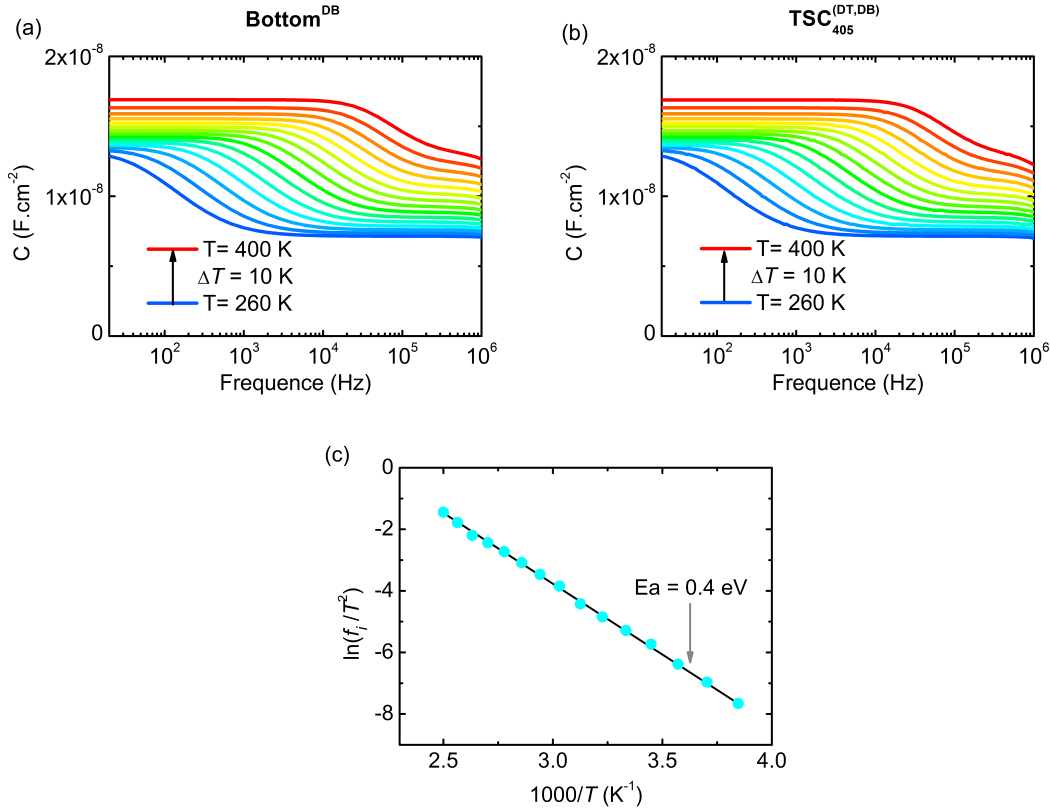 (a)
Bottom^DB
2x10^-8
1x10^-8
0
C (F.cm^-2)
T= 400 K
ΔT = 10 K
T= 260 K
10^2 10^3 10^4 10^5 10^6
Frequence (Hz)
(b)
TSC_405^(DT,DB)
2x10^-8
1x10^-8
0
C (F.cm^-2)
T= 400 K
ΔT = 10 K
T= 260 K
10^2 10^3 10^4 10^5 10^6
Frequence (Hz)
(c)
0
-2
-4
-6
-8
ln(f_i/T^2)
Ea = 0.4 eV
2.5 3.0 3.5 4.0
1000/T (K^-1)